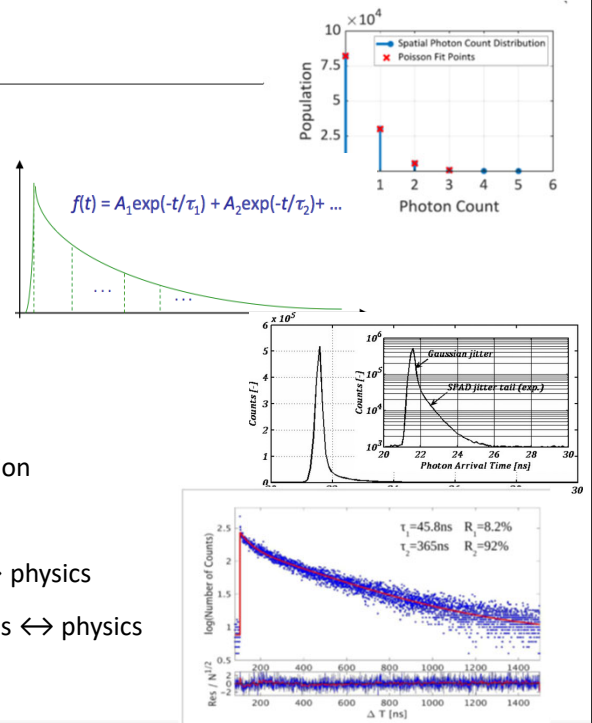 10 ×10⁴
7.5
5
2.5
Population
Spatial Photon Count Distribution
Poisson Fit Points
1 2 3 4 5 6
Photon Count
f(t) = A₁exp(-t/τ₁) + A₂exp(-t/τ₂)+ ...
...
...
6 x 10⁵
5
4
3
2
1
0
Counts [-]
30
10⁶
10⁵
10⁴
10³
Counts [-]
Gaussian jitter
SPAD jitter tail (exp.)
20 22 24 26 28 30
Photon Arrival Time [ns]
on
physics
s ↔ physics
τ₁=45.8ns R₁=8.2%
τ₂=365ns R₂=92%
2.5
2
1.5
1
0.5
log(Number of Counts)
200 400 600 800 1000 1200 1400
2
0
-2
Res / N^1/2
200 400 600 800 1000 1200 1400
Δ T [ns]